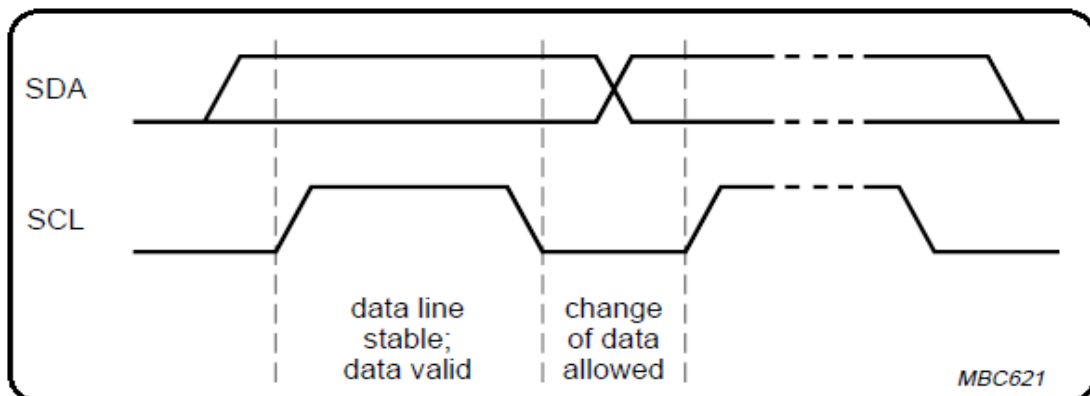 SDA
SCL
data line
stable;
data valid
change
of data
allowed
MBC621